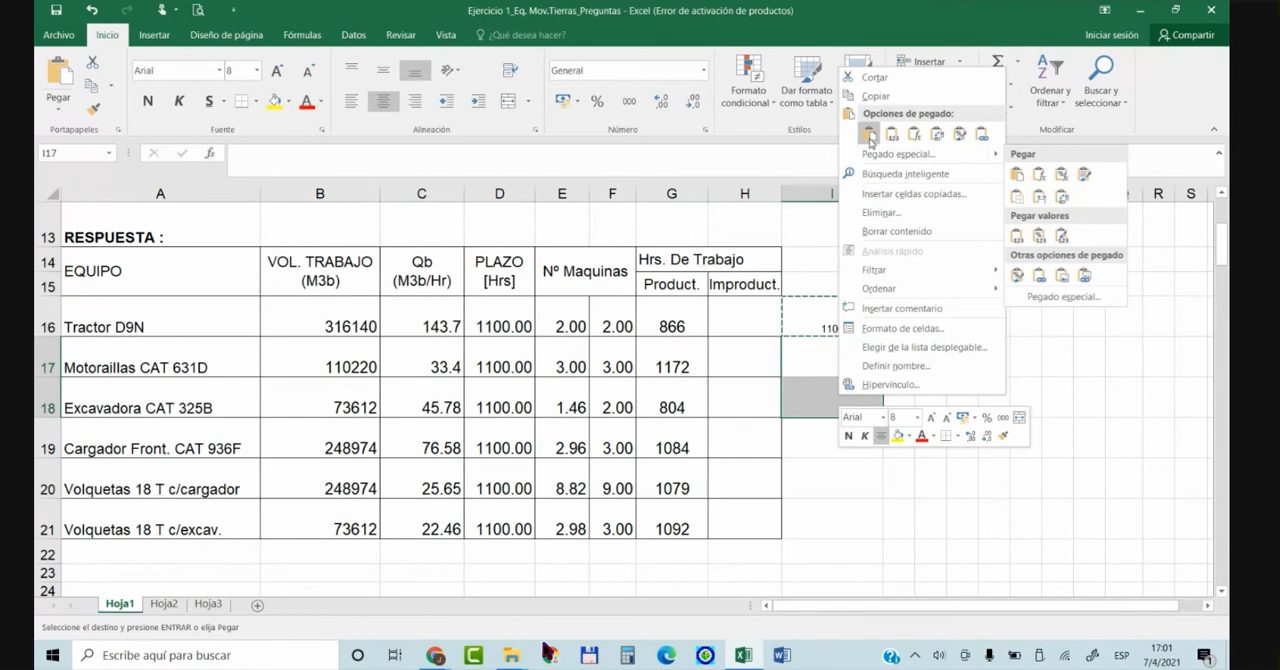 Ejercicio 1_Eq. Mov.Tierras_Preguntas - Excel (Error de activación de productos)
Archivo Inicio Insertar Diseño de página Fórmulas Datos Revisar Vista ¿Qué desea hacer? Iniciar sesión Compartir
Pegar
Portapapeles
Arial 8
N K S
Fuente
Alineación
General
% 000
Número
Formato condicional
Dar formato como tabla
Estilos
Insertar
Ordenar y filtrar
Buscar y seleccionar
Modificar
I17 fx
A B C D E F G H I R S
13 RESPUESTA :
14 EQUIPO VOL. TRABAJO (M3b) Qb (M3b/Hr) PLAZO [Hrs] Nº Maquinas Hrs. De Trabajo
15 Product. Improduct.
16 Tractor D9N 316140 143.7 1100.00 2.00 2.00 866 110
17 Motoraillas CAT 631D 110220 33.4 1100.00 3.00 3.00 1172
18 Excavadora CAT 325B 73612 45.78 1100.00 1.46 2.00 804
19 Cargador Front. CAT 936F 248974 76.58 1100.00 2.96 3.00 1084
20 Volquetas 18 T c/cargador 248974 25.65 1100.00 8.82 9.00 1079
21 Volquetas 18 T c/excav. 73612 22.46 1100.00 2.98 3.00 1092
22
23
24
Cortar
Copiar
Opciones de pegado:
Pegado especial...
Búsqueda inteligente
Insertar celdas copiadas...
Eliminar...
Borrar contenido
Análisis rápido
Filtrar
Ordenar
Insertar comentario
Formato de celdas...
Elegir de la lista desplegable...
Definir nombre...
Hipervínculo...
Pegar
Pegar valores
Otras opciones de pegado
Pegado especial...
Arial 8 % 000
N K
Hoja1 Hoja2 Hoja3
Seleccione el destino y presione ENTRAR o elija Pegar
Escribe aquí para buscar
ESP
17:01
7/4/2021